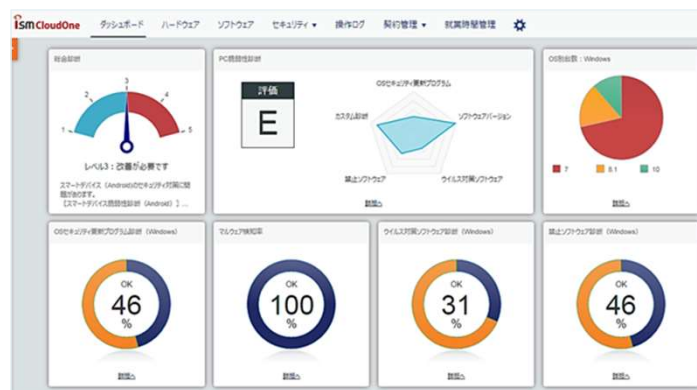 ISM CloudOne
ダッシュボード ハードウェア ソフトウェア セキュリティ ▾ 操作ログ 契約管理 ▾ 就業時間管理
総合診断
1 2 3 4 5
レベル3:改善が必要です
スマートデバイス(Android)のセキュリティ対策に問
題があります。
【スマートデバイス脆弱性診断(Android)】...
PC脆弱性診断
評価
E
OSセキュリティ更新プログラム
カスタム診断
ソフトウェアバージョン
禁止ソフトウェア
ウイルス対策ソフトウェア
詳細へ
OS別台数:Windows
7 8.1 10
詳細へ
OSセキュリティ更新プログラム診断(Windows)
OK
46
%
詳細へ
マルウェア検知率
OK
100
%
詳細へ
ウイルス対策ソフトウェア診断(Windows)
OK
31
%
詳細へ
禁止ソフトウェア診断(Windows)
OK
46
%
詳細へ